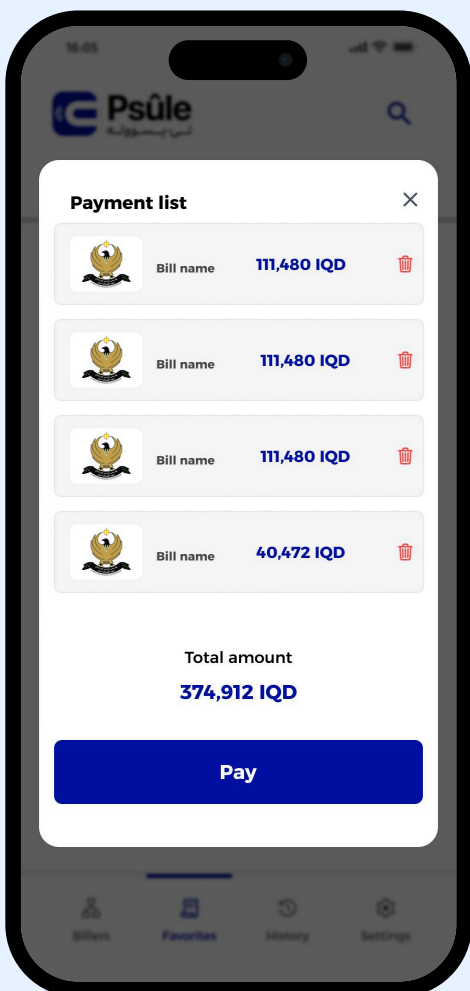 16:05
Psûle
Payment list
Bill name 111,480 IQD
Bill name 111,480 IQD
Bill name 111,480 IQD
Bill name 40,472 IQD
Total amount
374,912 IQD
Pay
Billers Favorites History Settings